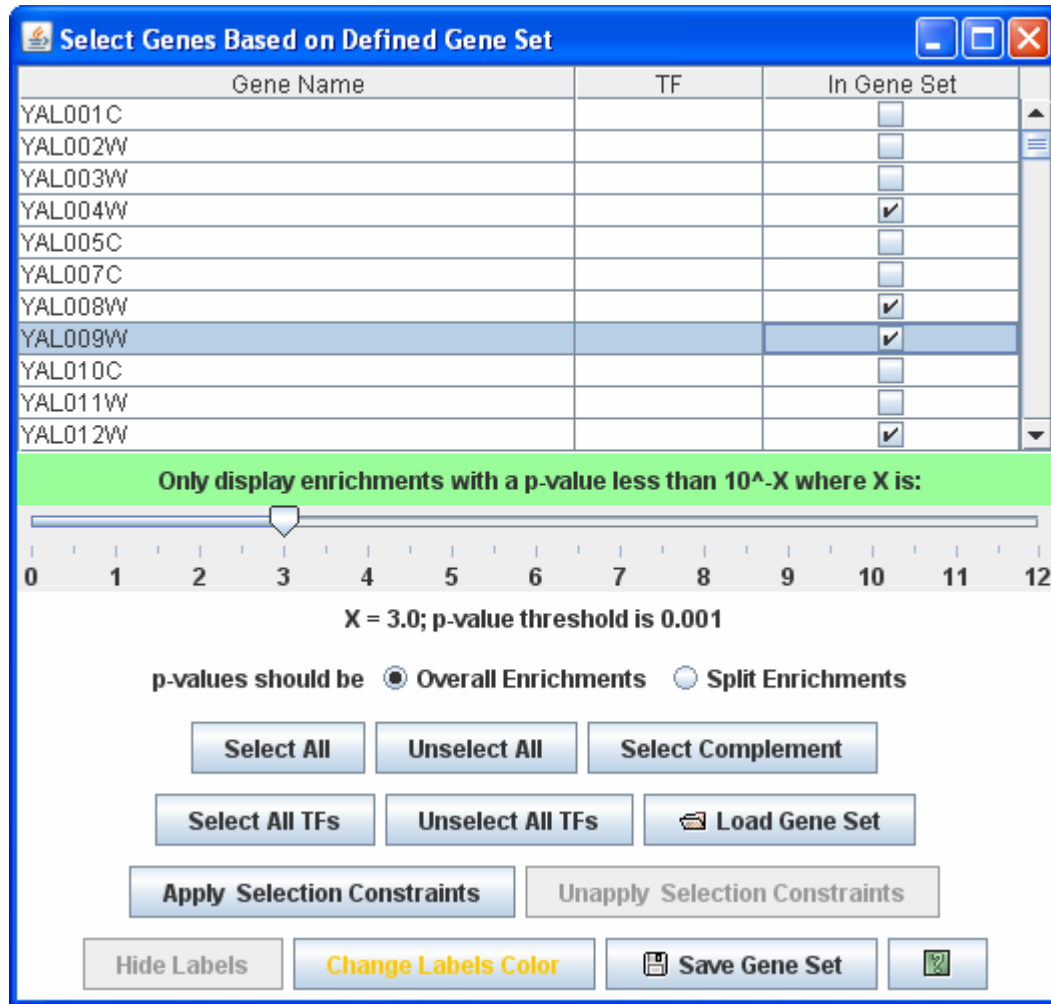 Select Genes Based on Defined Gene Set
Gene Name TF In Gene Set
YAL001C
YAL002W
YAL003W
YAL004W
YAL005C
YAL007C
YAL008W
YAL009W
YAL010C
YAL011W
YAL012W
Only display enrichments with a p-value less than 10^-X where X is:
0 1 2 3 4 5 6 7 8 9 10 11 12
X = 3.0; p-value threshold is 0.001
p-values should be Overall Enrichments Split Enrichments
Select All Unselect All Select Complement
Select All TFs Unselect All TFs Load Gene Set
Apply Selection Constraints Unapply Selection Constraints
Hide Labels Change Labels Color Save Gene Set ?